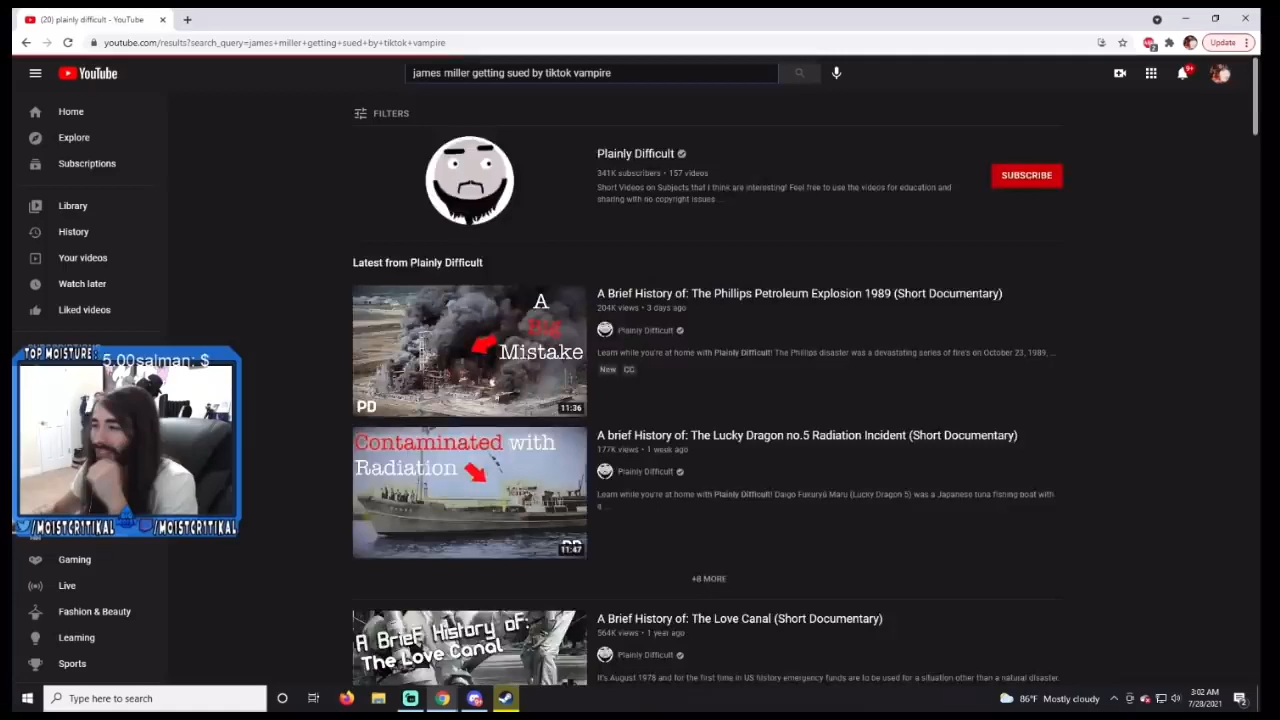 (20) plainly difficult - YouTube
youtube.com/results?search_query=james+miller+getting+sued+by+tiktok+vampire
Update
YouTube
james miller getting sued by tiktok vampire
9+
Home
Explore
Subscriptions
Library
History
Your videos
Watch later
Liked videos
TOP MOISTURE: 5.00salman: $
/MOISTCR1TIKAL /MOISTCR1TIKAL
Gaming
Live
Fashion & Beauty
Learning
Sports
FILTERS
Plainly Difficult
341K subscribers • 157 videos
Short Videos on Subjects that I think are interesting! Feel free to use the videos for education and
sharing with no copyright issues ...
SUBSCRIBE
Latest from Plainly Difficult
A
Big
Mistake
PD
11:36
A Brief History of: The Phillips Petroleum Explosion 1989 (Short Documentary)
204K views • 3 days ago
Plainly Difficult
Learn while you're at home with Plainly Difficult! The Phillips disaster was a devastating series of fire's on October 23, 1989, ...
New CC
Contaminated with
Radiation
PD
11:47
A brief History of: The Lucky Dragon no.5 Radiation Incident (Short Documentary)
177K views • 1 week ago
Plainly Difficult
Learn while you're at home with Plainly Difficult! Daigo Fukuryū Maru (Lucky Dragon 5) was a Japanese tuna fishing boat with
a ...
+8 MORE
A Brief History of:
The Love Canal
A Brief History of: The Love Canal (Short Documentary)
564K views • 1 year ago
Plainly Difficult
It's August 1978 and for the first time in US history emergency funds are to be used for a situation other than a natural disaster.
Type here to search
86°F Mostly cloudy
3:02 AM
7/28/2021
2